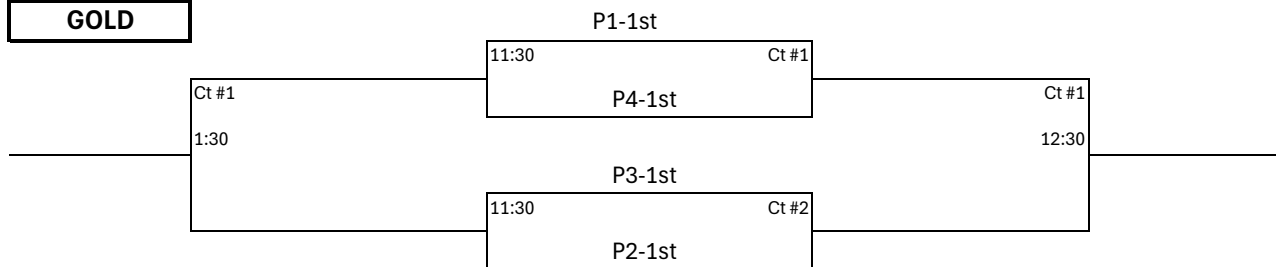 GOLD
P1-1st
11:30 Ct #1
Ct #1 P4-1st Ct #1
1:30 12:30
P3-1st
11:30 Ct #2
P2-1st